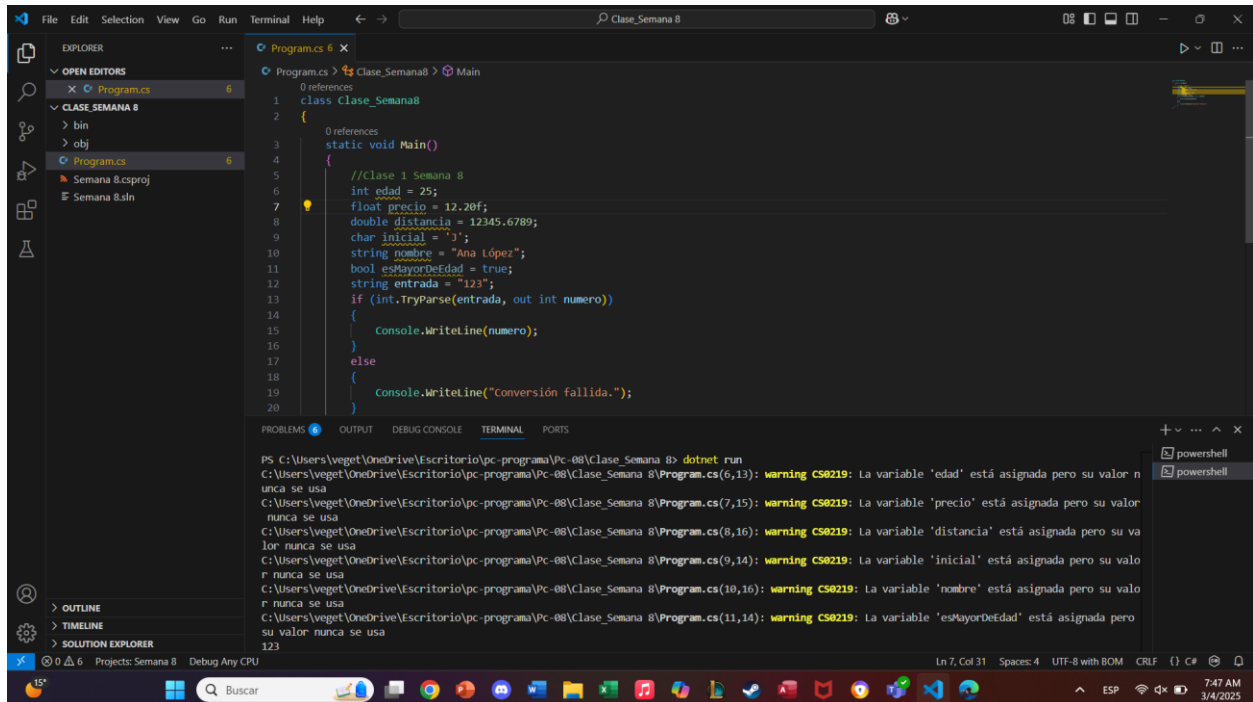 File Edit Selection View Go Run Terminal Help Clase_Semana 8
EXPLORER
OPEN EDITORS
Program.cs 6
CLASE_SEMANA 8
bin
obj
Program.cs 6
Semana 8.csproj
Semana 8.sln
OUTLINE
TIMELINE
SOLUTION EXPLORER
Program.cs 6
Program.cs > Clase_Semana8 > Main
0 references
1 class Clase_Semana8
2 {
0 references
3 static void Main()
4 {
5 //Clase 1 Semana 8
6 int edad = 25;
7 float precio = 12.20f;
8 double distancia = 12345.6789;
9 char inicial = 'J';
10 string nombre = "Ana López";
11 bool esMayorDeEdad = true;
12 string entrada = "123";
13 if (int.TryParse(entrada, out int numero))
14 {
15 Console.WriteLine(numero);
16 }
17 else
18 {
19 Console.WriteLine("Conversión fallida.");
20 }
PROBLEMS 6 OUTPUT DEBUG CONSOLE TERMINAL PORTS
PS C:\Users\veget\OneDrive\Escritorio\pc-programa\Pc-08\Clase_Semana 8> dotnet run
C:\Users\veget\OneDrive\Escritorio\pc-programa\Pc-08\Clase_Semana 8\Program.cs(6,13): warning CS0219: La variable 'edad' está asignada pero su valor n
unca se usa
C:\Users\veget\OneDrive\Escritorio\pc-programa\Pc-08\Clase_Semana 8\Program.cs(7,15): warning CS0219: La variable 'precio' está asignada pero su valor
nunca se usa
C:\Users\veget\OneDrive\Escritorio\pc-programa\Pc-08\Clase_Semana 8\Program.cs(8,16): warning CS0219: La variable 'distancia' está asignada pero su va
lor nunca se usa
C:\Users\veget\OneDrive\Escritorio\pc-programa\Pc-08\Clase_Semana 8\Program.cs(9,14): warning CS0219: La variable 'inicial' está asignada pero su valo
r nunca se usa
C:\Users\veget\OneDrive\Escritorio\pc-programa\Pc-08\Clase_Semana 8\Program.cs(10,16): warning CS0219: La variable 'nombre' está asignada pero su valo
r nunca se usa
C:\Users\veget\OneDrive\Escritorio\pc-programa\Pc-08\Clase_Semana 8\Program.cs(11,14): warning CS0219: La variable 'esMayorDeEdad' está asignada pero
su valor nunca se usa
123
powershell
powershell
0 6 Projects: Semana 8 Debug Any CPU Ln 7, Col 31 Spaces: 4 UTF-8 with BOM CRLF {} C#
15° Buscar ESP 7:47 AM
3/4/2025